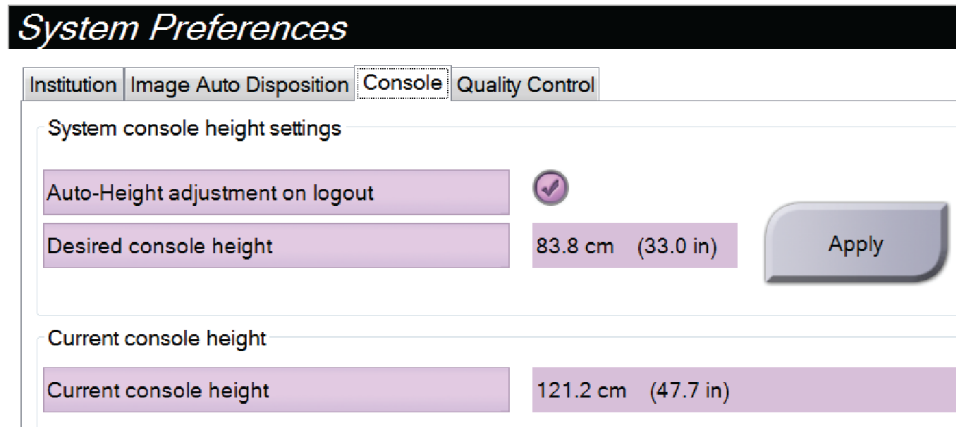 System Preferences
Institution Image Auto Disposition Console Quality Control
System console height settings
Auto-Height adjustment on logout
Desired console height 83.8 cm (33.0 in) Apply
Current console height
Current console height 121.2 cm (47.7 in)